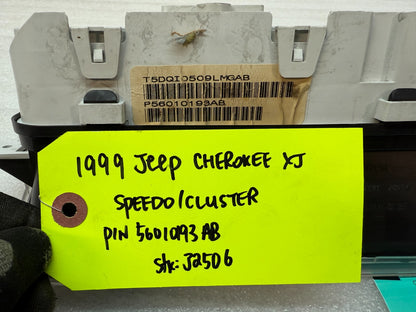 T5DQI0509LMGAB
P56010193AB
1999 Jeep CHEROKEE XJ
SPEEDO/CLUSTER
P/N 56010193AB
Stk: J2506